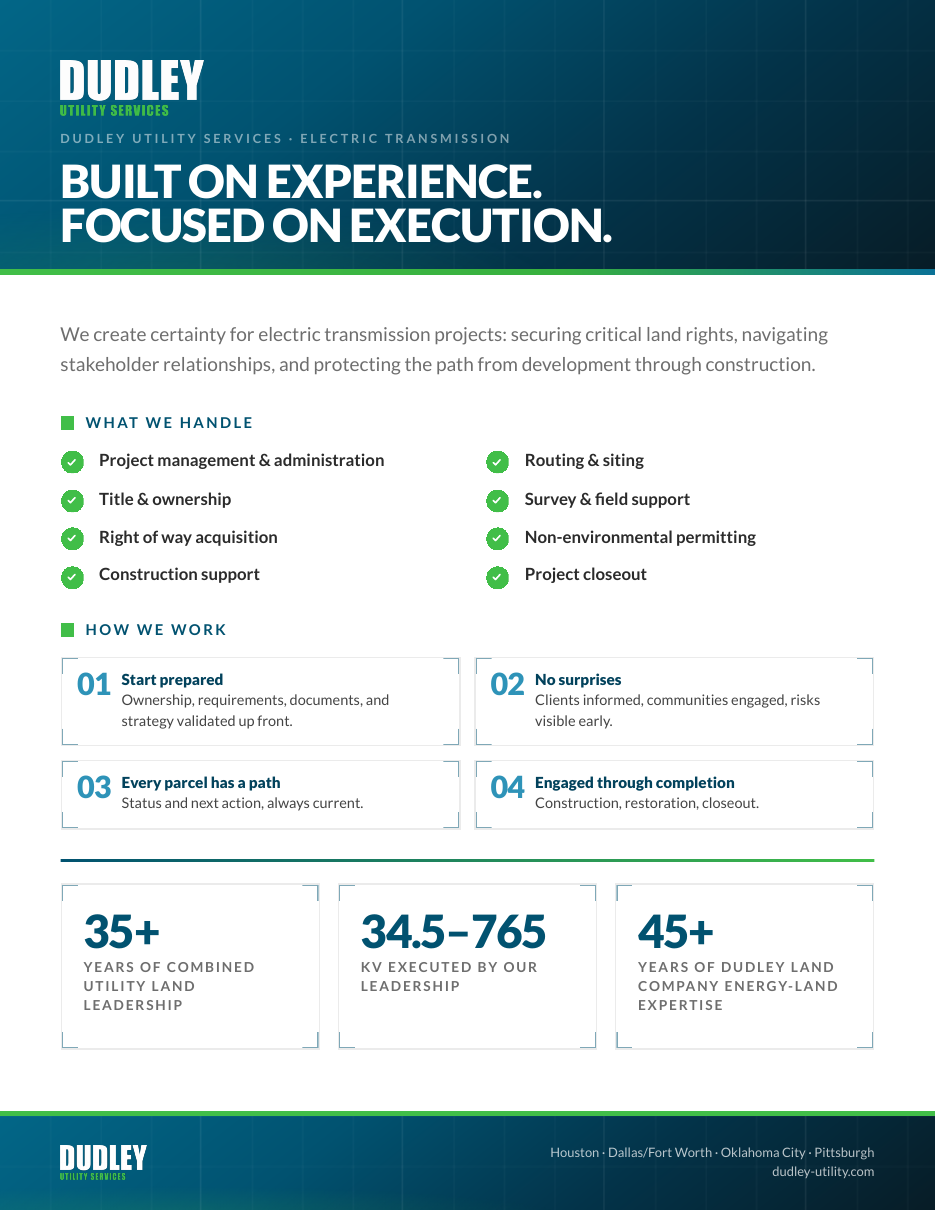 DUDLEY
UTILITY SERVICES
DUDLEY UTILITY SERVICES · ELECTRIC TRANSMISSION
BUILT ON EXPERIENCE.
FOCUSED ON EXECUTION.
We create certainty for electric transmission projects: securing critical land rights, navigating
stakeholder relationships, and protecting the path from development through construction.
WHAT WE HANDLE
Project management & administration
Routing & siting
Title & ownership
Survey & field support
Right of way acquisition
Non-environmental permitting
Construction support
Project closeout
HOW WE WORK
01 Start prepared
Ownership, requirements, documents, and
strategy validated up front.
02 No surprises
Clients informed, communities engaged, risks
visible early.
03 Every parcel has a path
Status and next action, always current.
04 Engaged through completion
Construction, restoration, closeout.
35+
YEARS OF COMBINED
UTILITY LAND
LEADERSHIP
34.5–765
KV EXECUTED BY OUR
LEADERSHIP
45+
YEARS OF DUDLEY LAND
COMPANY ENERGY-LAND
EXPERTISE
DUDLEY
UTILITY SERVICES
Houston · Dallas/Fort Worth · Oklahoma City · Pittsburgh
dudley-utility.com